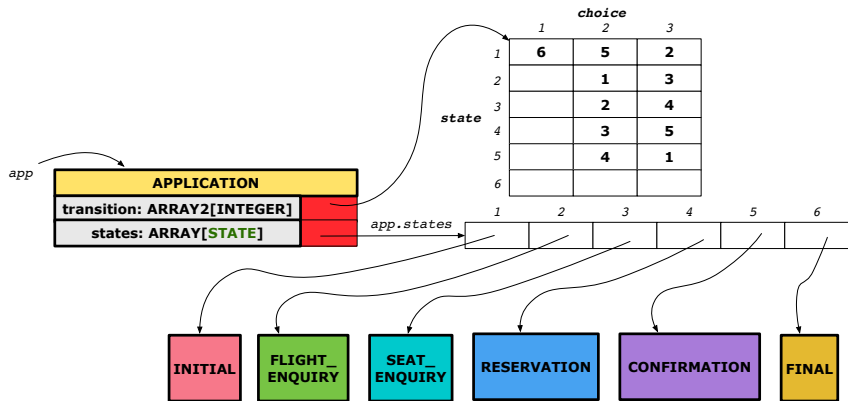 choice
1 2 3
1 6 5 2
2 1 3
3 2 4
state
4 3 5
5 4 1
6
app
APPLICATION
transition: ARRAY2[INTEGER]
states: ARRAY[STATE]
app.states
1 2 3 4 5 6
INITIAL
FLIGHT_
ENQUIRY
SEAT_
ENQUIRY
RESERVATION
CONFIRMATION
FINAL